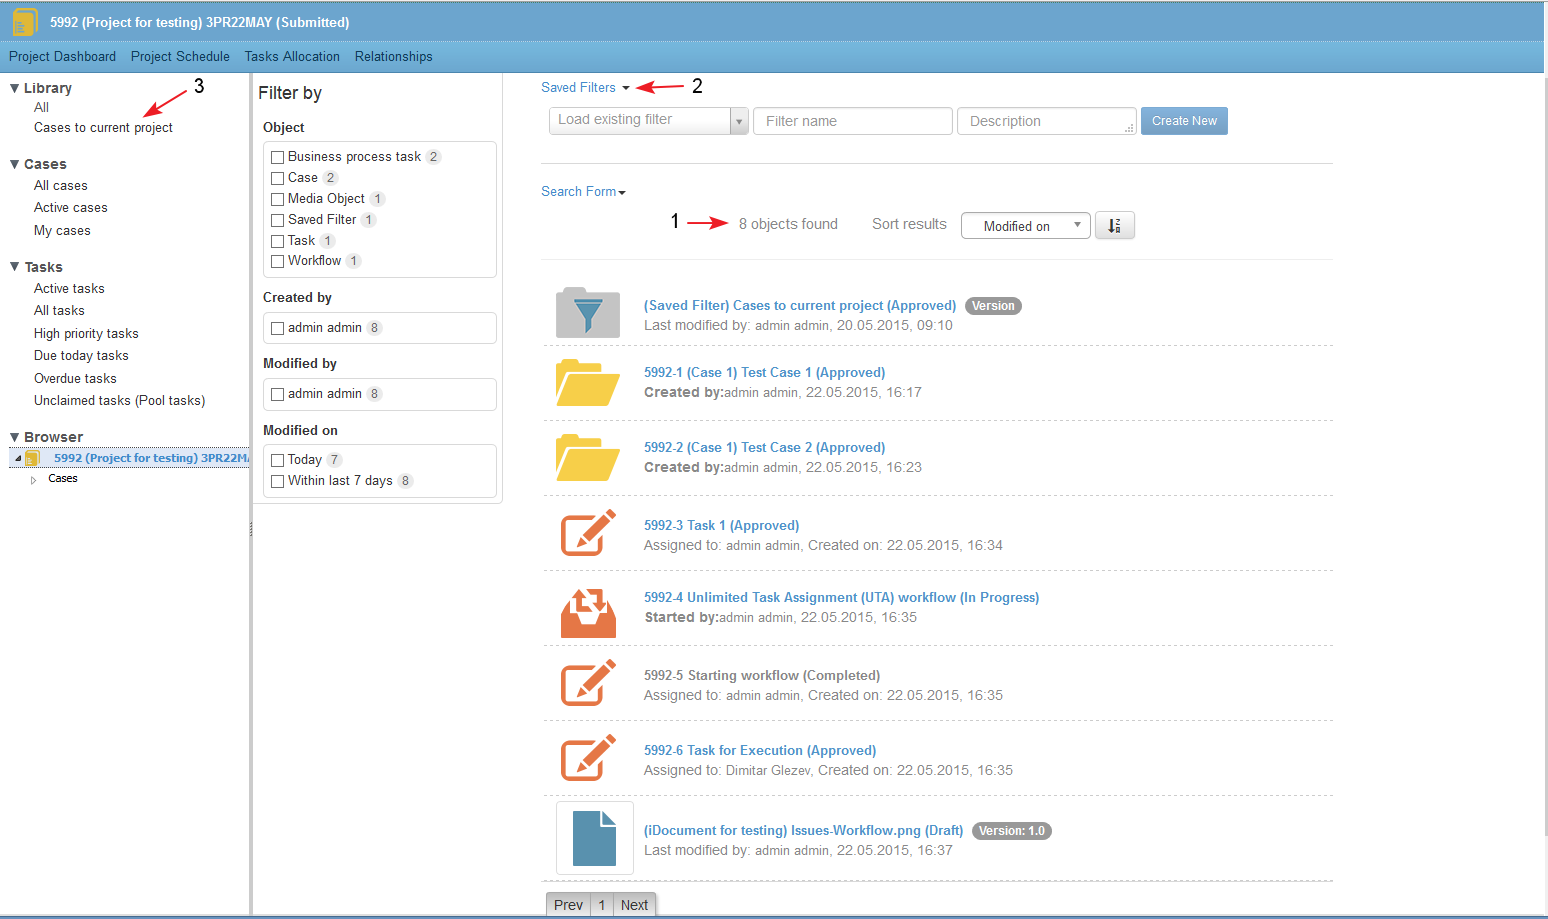 5992 (Project for testing) 3PR22MAY (Submitted)
Project Dashboard Project Schedule Tasks Allocation Relationships
Library
All
Cases to current project
3
Cases
All cases
Active cases
My cases
Tasks
Active tasks
All tasks
High priority tasks
Due today tasks
Overdue tasks
Unclaimed tasks (Pool tasks)
Browser
5992 (Project for testing) 3PR22M
Cases
Filter by
Object
Business process task 2
Case 2
Media Object 1
Saved Filter 1
Task 1
Workflow 1
Created by
admin admin 8
Modified by
admin admin 8
Modified on
Today 7
Within last 7 days 8
Saved Filters 2
Load existing filter Filter name Description Create New
Search Form
1 8 objects found Sort results Modified on
(Saved Filter) Cases to current project (Approved) Version
Last modified by: admin admin, 20.05.2015, 09:10
5992-1 (Case 1) Test Case 1 (Approved)
Created by:admin admin, 22.05.2015, 16:17
5992-2 (Case 1) Test Case 2 (Approved)
Created by:admin admin, 22.05.2015, 16:23
5992-3 Task 1 (Approved)
Assigned to: admin admin, Created on: 22.05.2015, 16:34
5992-4 Unlimited Task Assignment (UTA) workflow (In Progress)
Started by:admin admin, 22.05.2015, 16:35
5992-5 Starting workflow (Completed)
Assigned to: admin admin, Created on: 22.05.2015, 16:35
5992-6 Task for Execution (Approved)
Assigned to: Dimitar Glezev, Created on: 22.05.2015, 16:35
(iDocument for testing) Issues-Workflow.png (Draft) Version: 1.0
Last modified by: admin admin, 22.05.2015, 16:37
Prev 1 Next